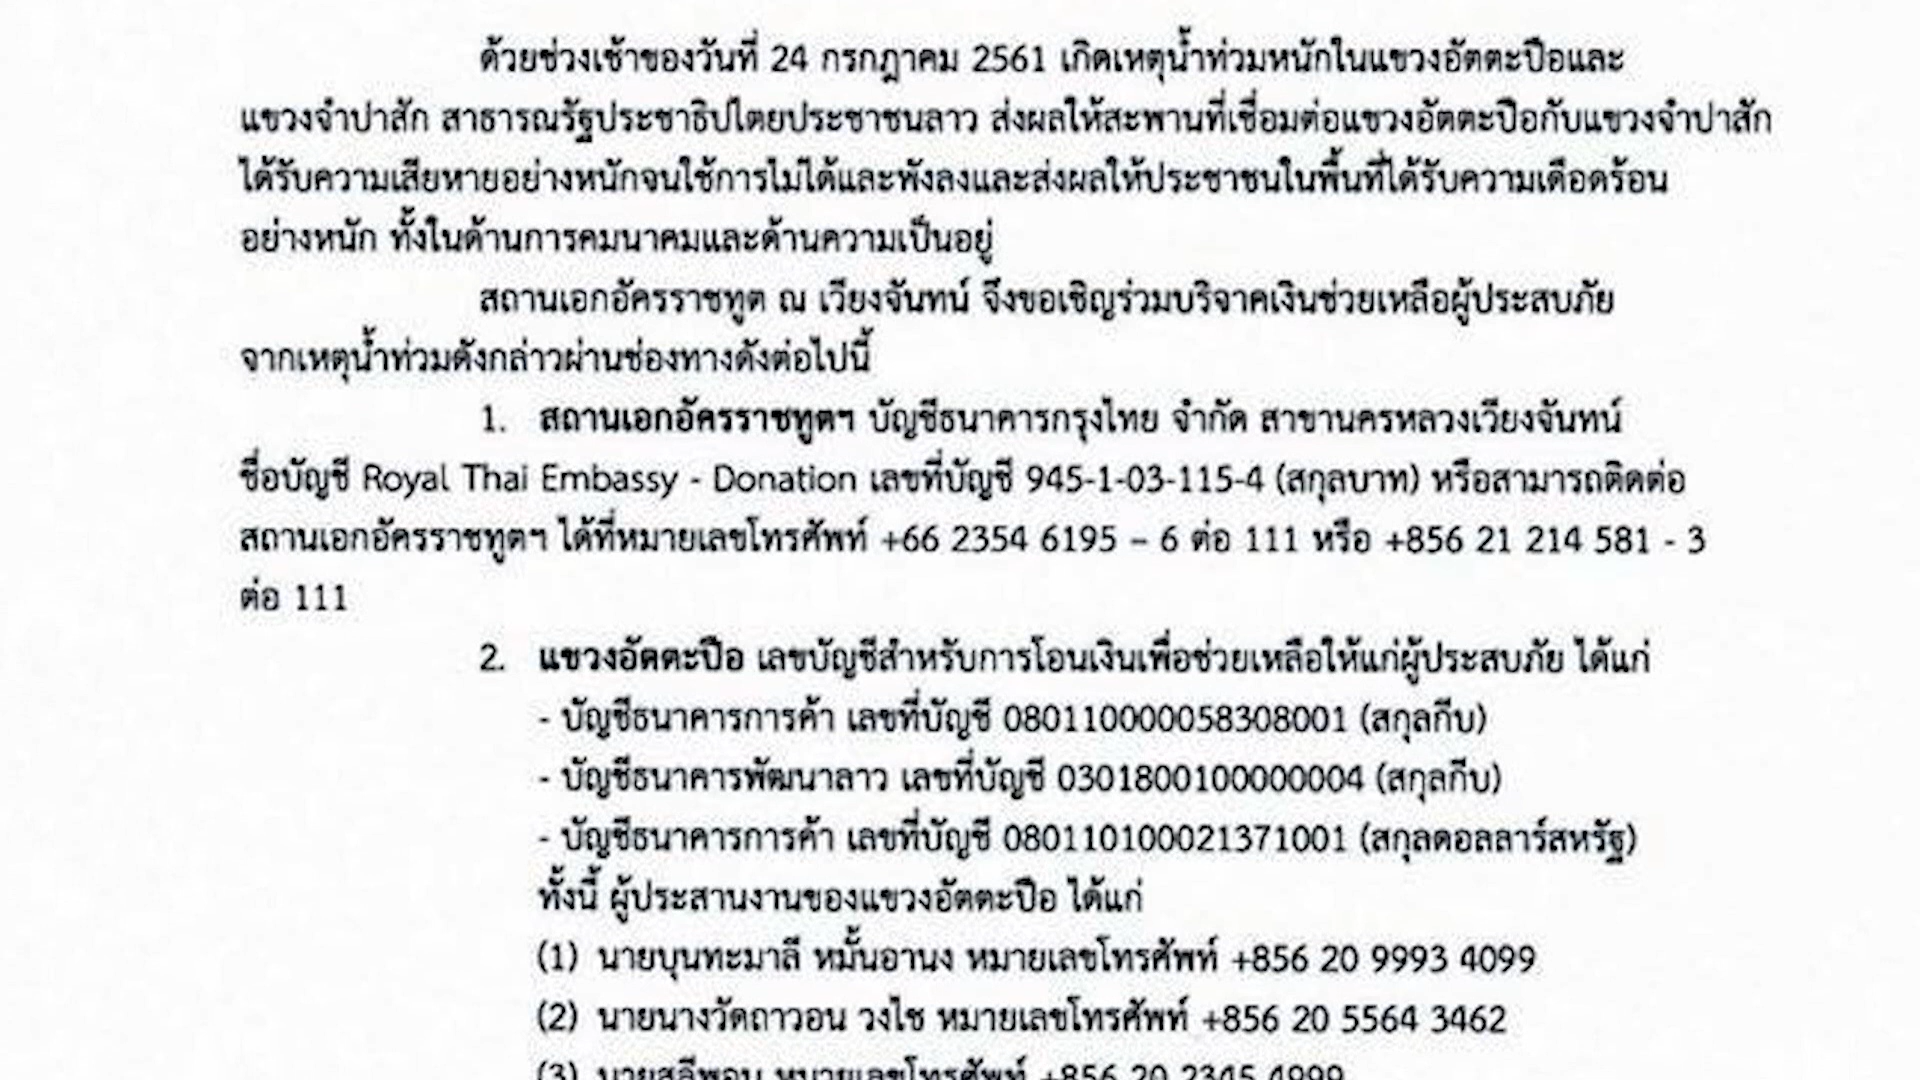 ด้วยช่วงเช้าของวันที่ 24 กรกฎาคม 2561 เกิดเหตุน้ำท่วมหนักในแขวงอัตตะปือและ
แขวงจำปาสัก สาธารณรัฐประชาธิปไตยประชาชนลาว ส่งผลให้สะพานที่เชื่อมต่อแขวงอัตตะปือกับแขวงจำปาสัก
ได้รับความเสียหายอย่างหนักจนใช้การไม่ได้และพังลงและส่งผลให้ประชาชนในพื้นที่ได้รับความเดือดร้อน
อย่างหนัก ทั้งในด้านการคมนาคมและด้านความเป็นอยู่
สถานเอกอัครราชทูต ณ เวียงจันทน์ จึงขอเชิญร่วมบริจาคเงินช่วยเหลือผู้ประสบภัย
จากเหตุน้ำท่วมดังกล่าวผ่านช่องทางดังต่อไปนี้
1. สถานเอกอัครราชทูตฯ บัญชีธนาคารกรุงไทย จำกัด สาขานครหลวงเวียงจันทน์
ชื่อบัญชี Royal Thai Embassy - Donation เลขที่บัญชี 945-1-03-115-4 (สกุลบาท) หรือสามารถติดต่อ
สถานเอกอัครราชทูตฯ ได้ที่หมายเลขโทรศัพท์ +66 2354 6195 – 6 ต่อ 111 หรือ +856 21 214 581 - 3
ต่อ 111
2. แขวงอัตตะปือ เลขบัญชีสำหรับการโอนเงินเพื่อช่วยเหลือให้แก่ผู้ประสบภัย ได้แก่
- บัญชีธนาคารการค้า เลขที่บัญชี 080110000058308001 (สกุลกีบ)
- บัญชีธนาคารพัฒนาลาว เลขที่บัญชี 0301800100000004 (สกุลกีบ)
- บัญชีธนาคารการค้า เลขที่บัญชี 080110100021371001 (สกุลดอลลาร์สหรัฐ)
ทั้งนี้ ผู้ประสานงานของแขวงอัตตะปือ ได้แก่
(1) นายบุนทะมาลี หมั้นอานง หมายเลขโทรศัพท์ +856 20 9993 4099
(2) นายนางวัดถาวอน วงไซ หมายเลขโทรศัพท์ +856 20 5564 3462
(3) นายสลีพอน หมายเลขโทรศัพท์ +856 20 2345 4999